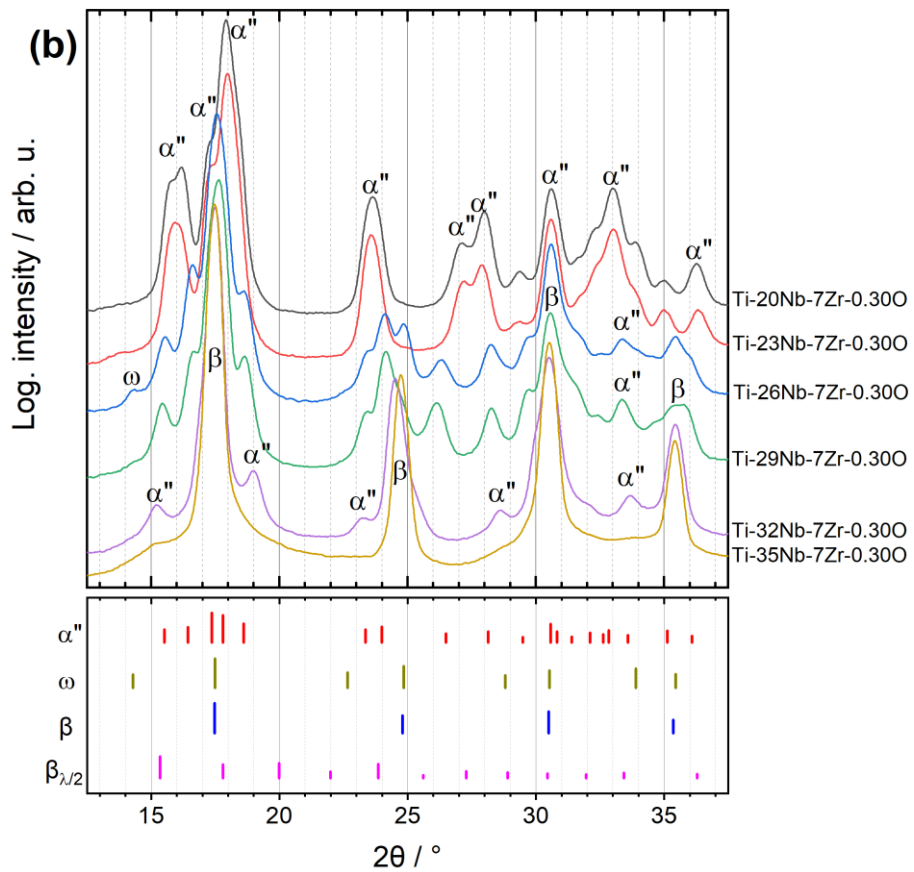 (b)
α"
α"
α"
α"
α"
α"
α"
α"
α"
Ti-20Nb-7Zr-0.30O
Ti-23Nb-7Zr-0.30O
β
α"
ω
β
Ti-26Nb-7Zr-0.30O
α"
β
Ti-29Nb-7Zr-0.30O
α"
α"
α"
β
α"
α"
Ti-32Nb-7Zr-0.30O
Ti-35Nb-7Zr-0.30O
Log. intensity / arb. u.
α"
ω
β
βλ/2
15 20 25 30 35
2θ / °